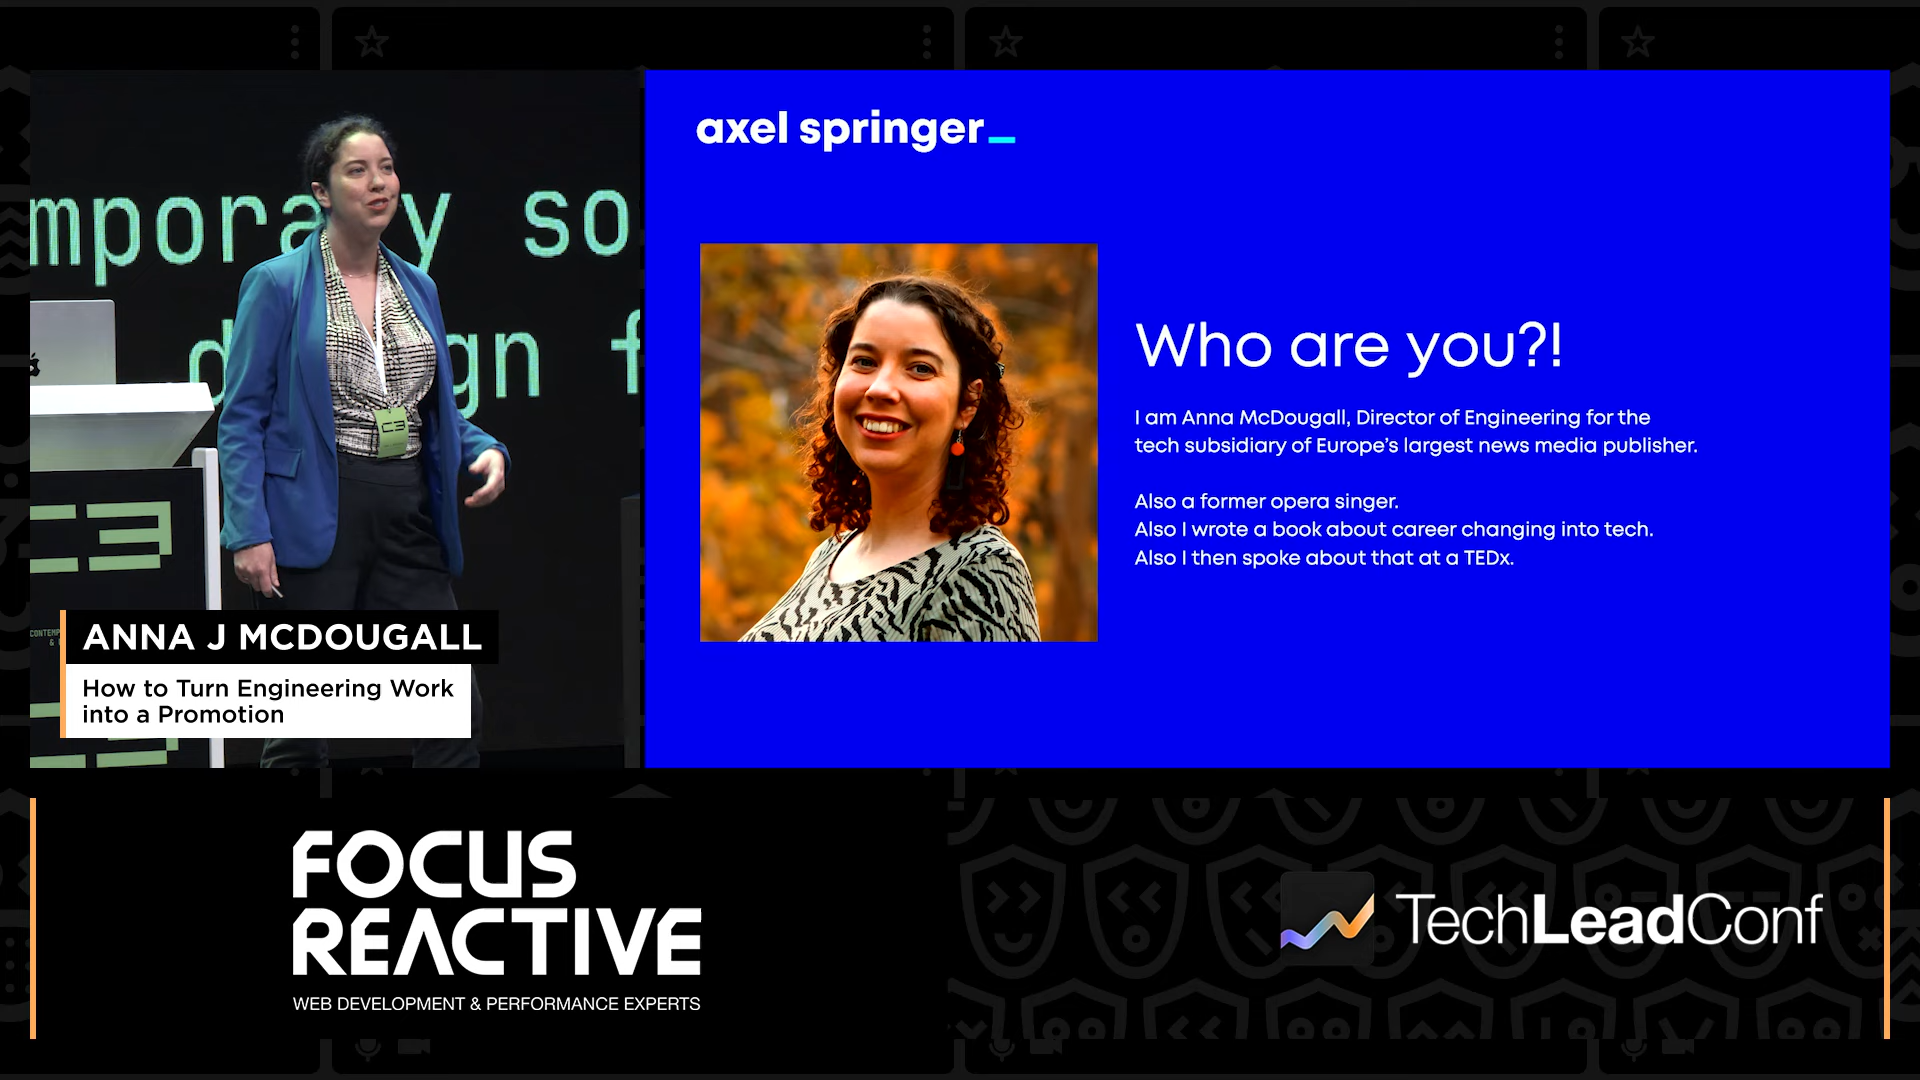 mporary so
d gn f
C3
C3
ANNA J MCDOUGALL
How to Turn Engineering Work
into a Promotion
axel springer_
Who are you?!
I am Anna McDougall, Director of Engineering for the
tech subsidiary of Europe's largest news media publisher.
Also a former opera singer.
Also I wrote a book about career changing into tech.
Also I then spoke about that at a TEDx.
FOCUS
REACTIVE
WEB DEVELOPMENT & PERFORMANCE EXPERTS
TechLeadConf